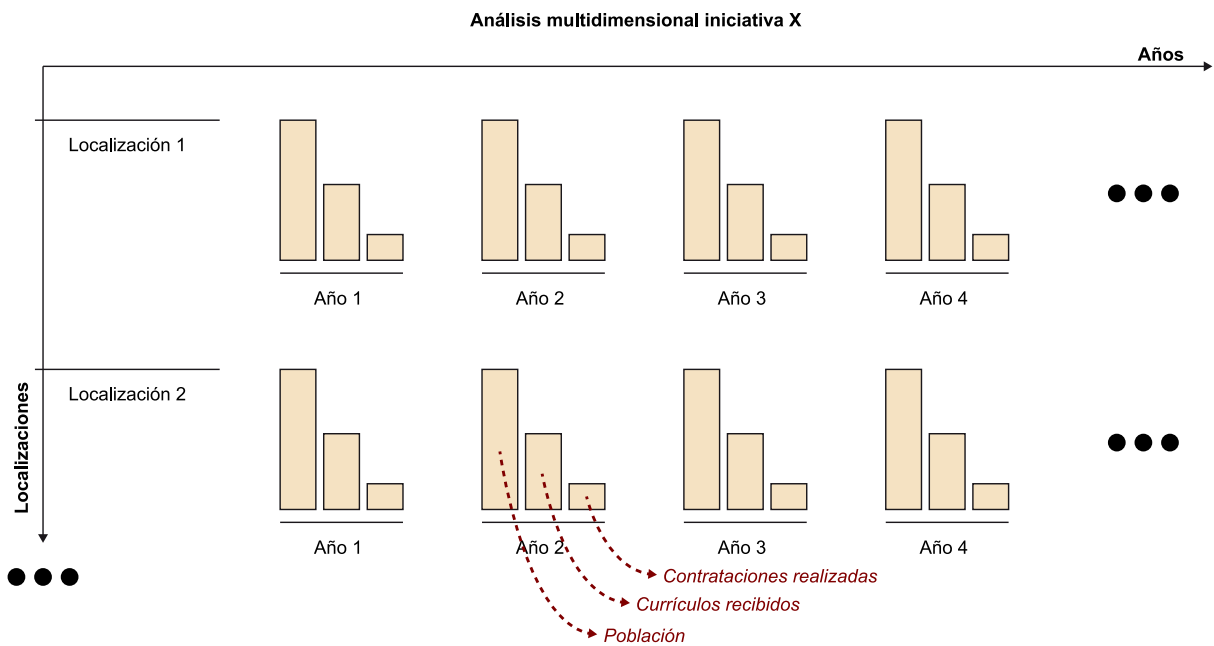 Análisis multidimensional iniciativa X
Años
Localización 1
Año 1
Año 2
Año 3
Año 4
Localizaciones
Localización 2
Año 1
Año 2
Año 3
Año 4
Contrataciones realizadas
Currículos recibidos
Población